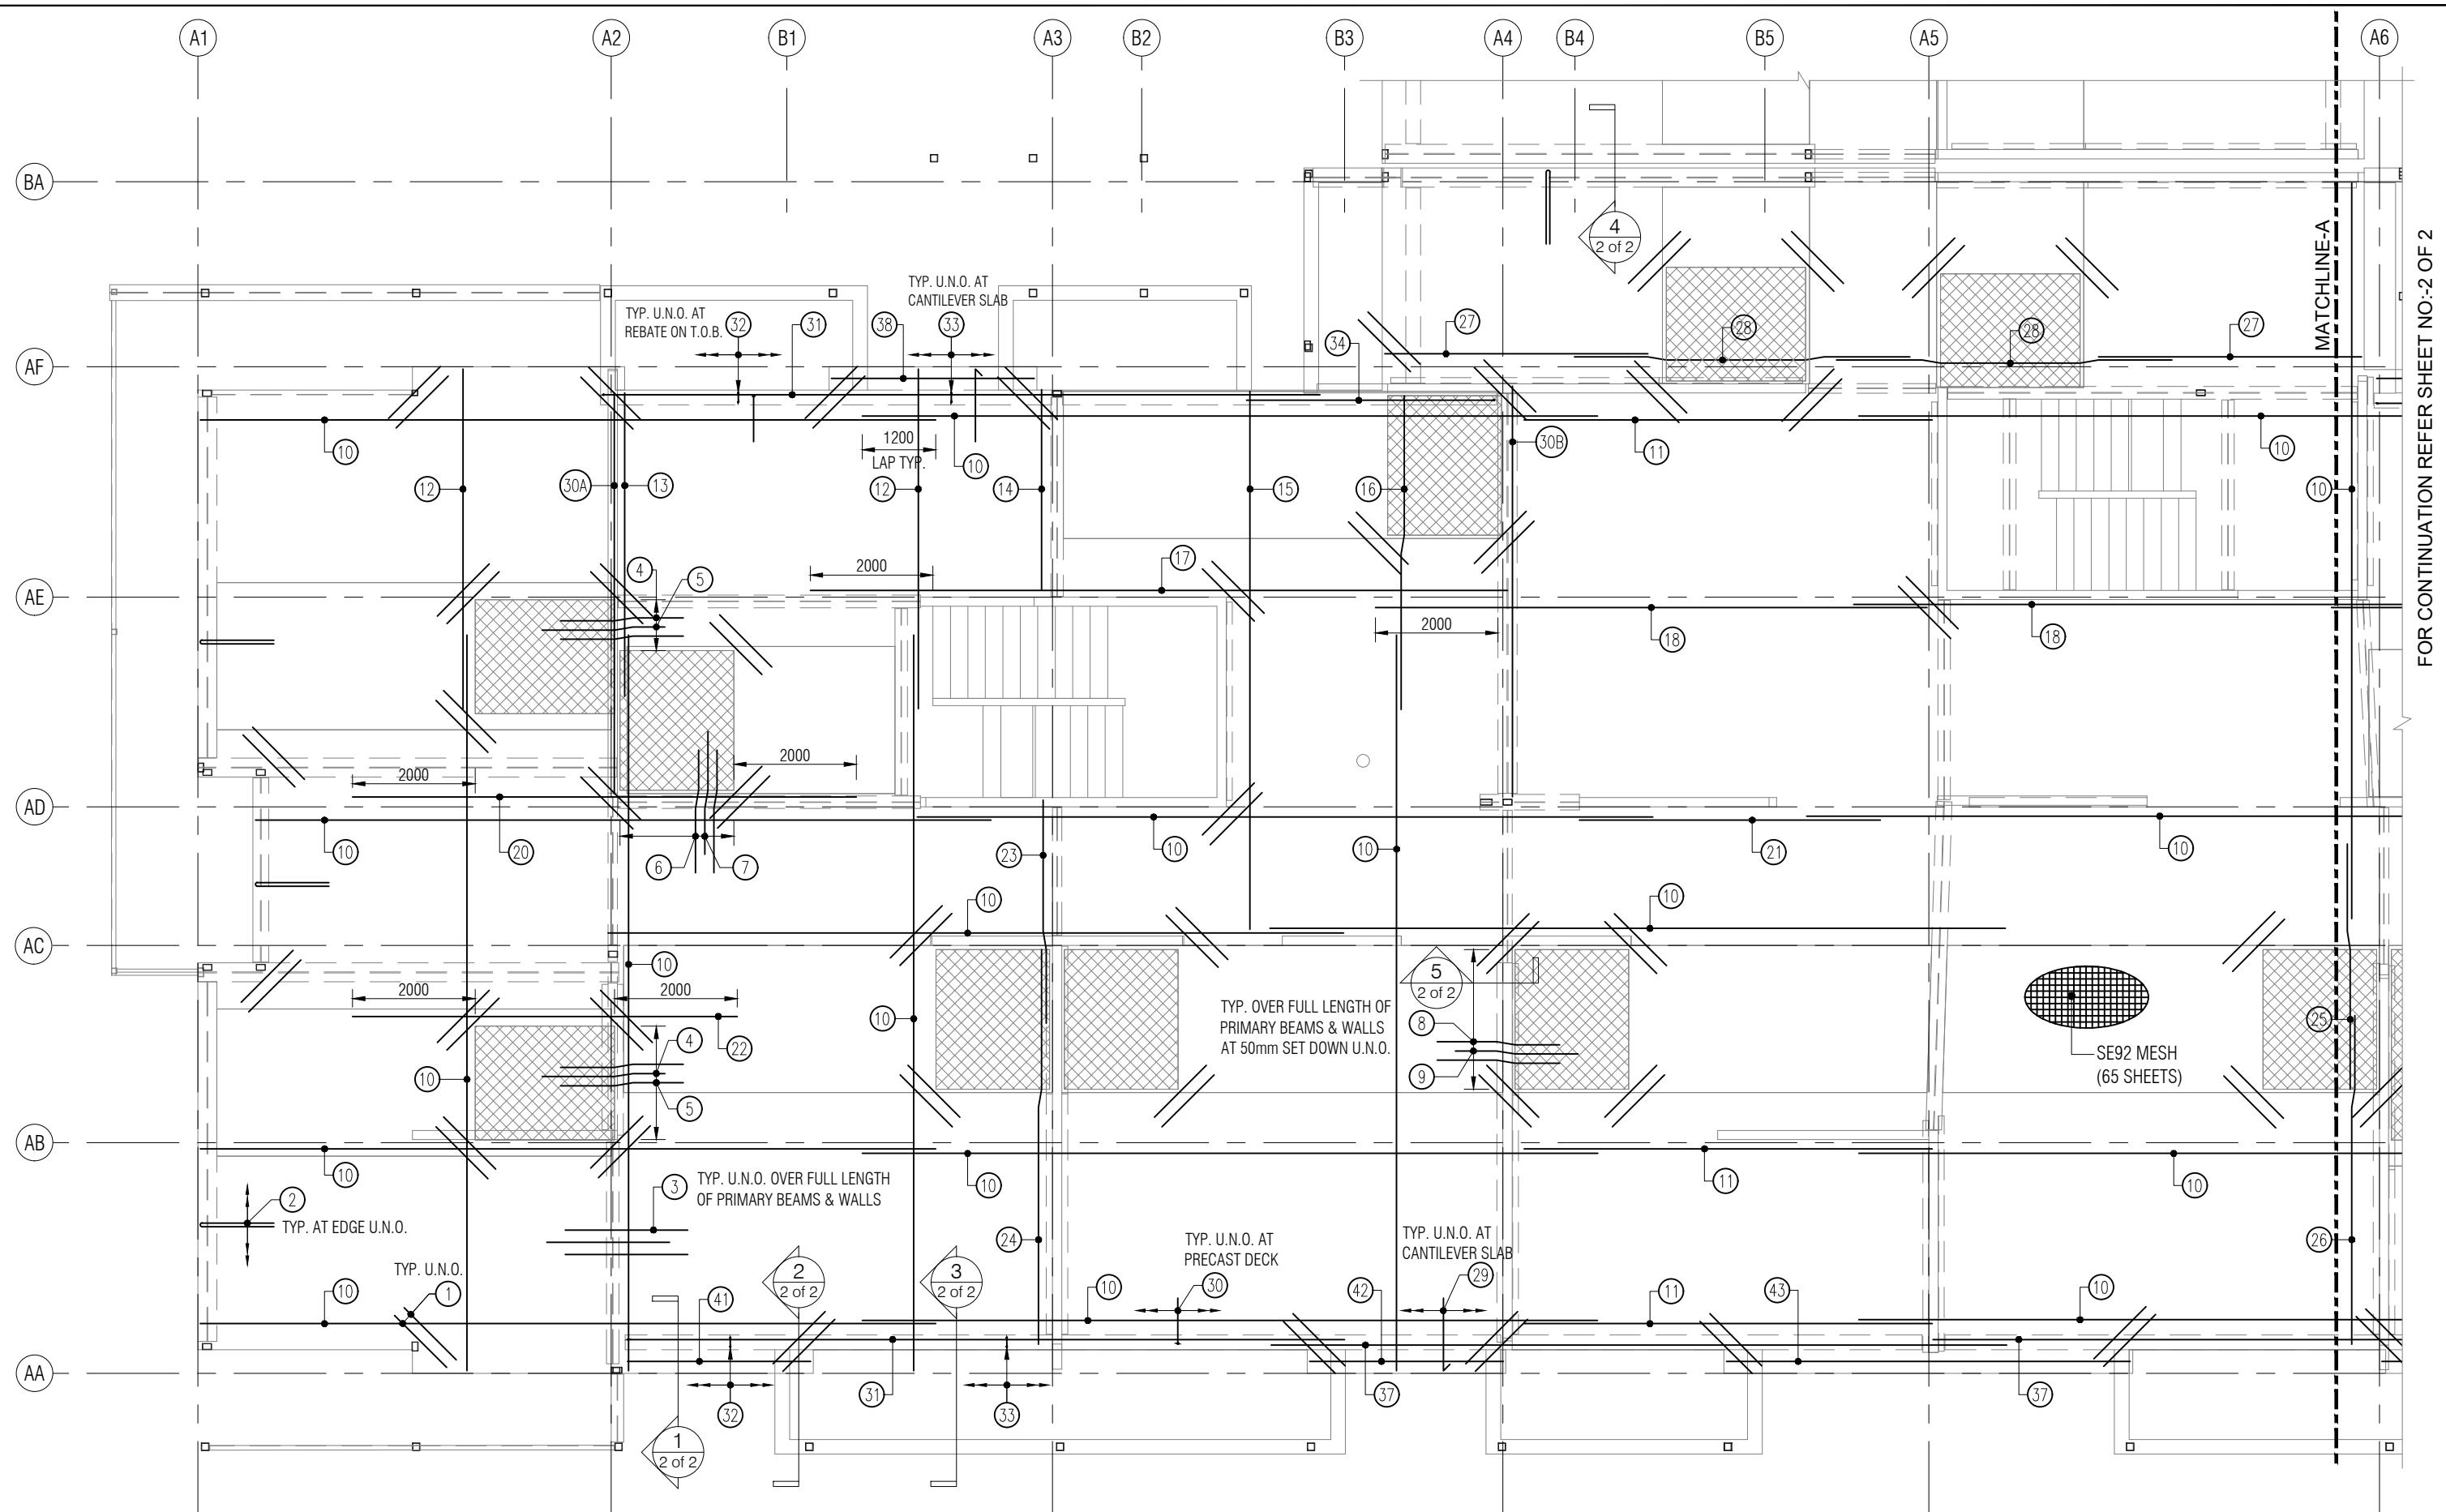 A1 A2 B1 A3 B2 B3 A4 B4 B5 A5 A6
BA
4
2 of 2
MATCHLINE-A
FOR CONTINUATION REFER SHEET NO:-2 OF 2
TYP. U.N.O. AT
CANTILEVER SLAB
TYP. U.N.O. AT
REBATE ON T.O.B.
32 31 38 33 34 27 28 28 27
AF
10
1200
LAP TYP.
10 30B 11 10
12 30A 13 12 14 15 16 10
4 5 2000 17
AE
2000
18 18
2000
2000
AD
10 20 6 7 23 10 10 21 10
10 10
AC
10
2000 2000
10
22
4
10
5
TYP. OVER FULL LENGTH OF
PRIMARY BEAMS & WALLS
AT 50mm SET DOWN U.N.O.
5
2 of 2
8
9
25
SE92 MESH
(65 SHEETS)
AB
10 10 11 10
3
TYP. U.N.O. OVER FULL LENGTH
OF PRIMARY BEAMS & WALLS
2
TYP. AT EDGE U.N.O.
24
TYP. U.N.O. AT
PRECAST DECK
30
TYP. U.N.O. AT
CANTILEVER SLAB
29
26
TYP. U.N.O.
1
10
2
2 of 2
3
2 of 2
41 10 42 11 43 10
AA
32 31 33 37 37
1
2 of 2